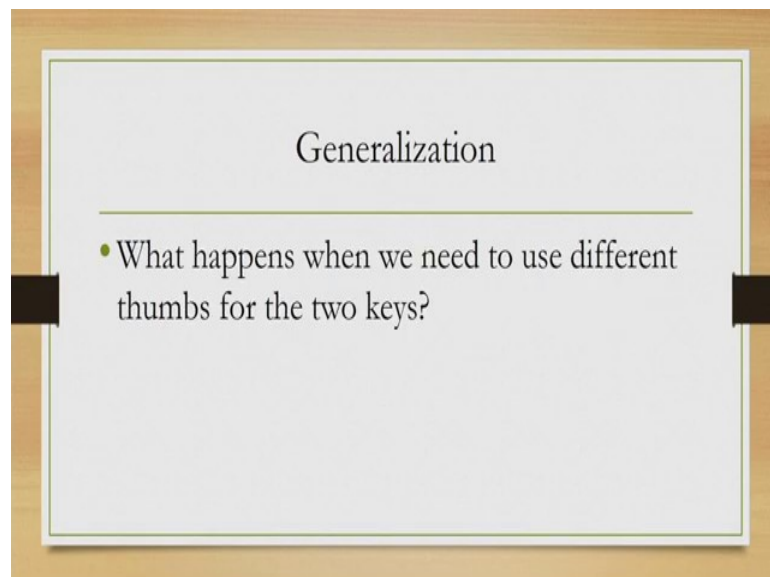 Generalization
• What happens when we need to use different
thumbs for the two keys?